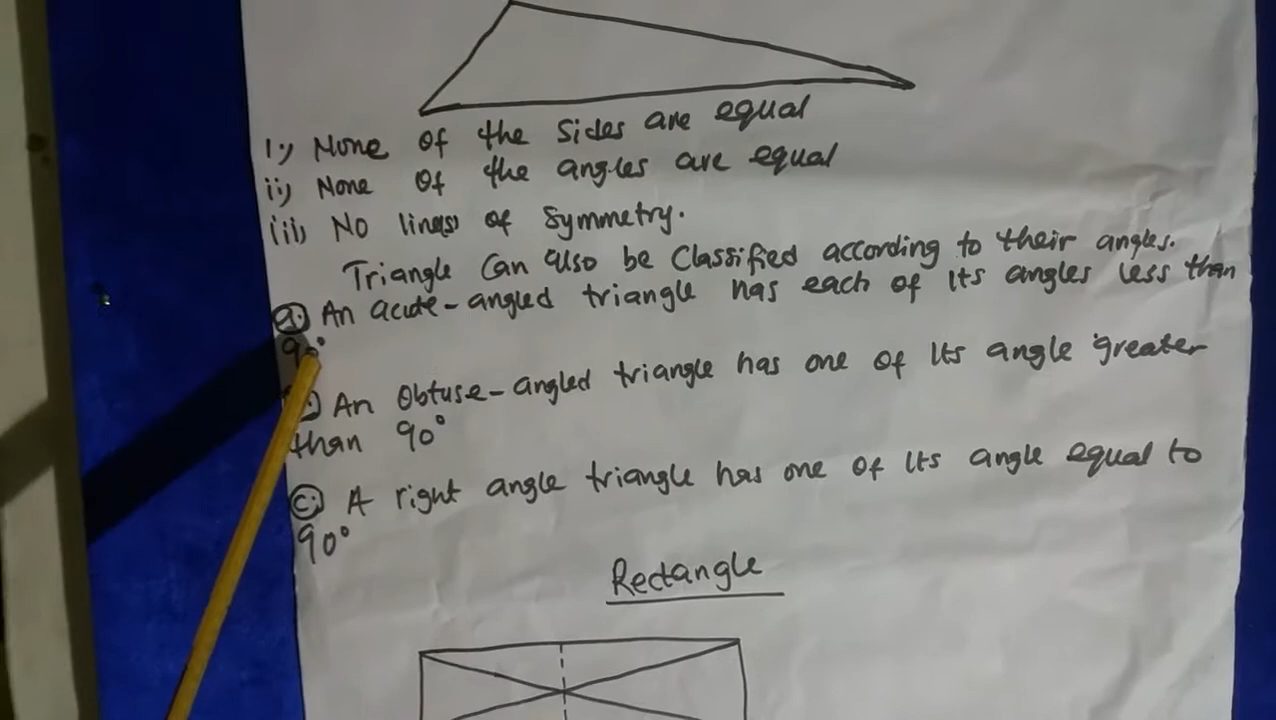 i.) None of the sides are equal
ii) None of the angles are equal
iii) No line(s) of symmetry.
Triangle can also be classified according to their angles.
a.) An acute-angled triangle has each of its angles less than
90°
An obtuse-angled triangle has one of its angle greater
than 90°
c.) A right angle triangle has one of its angle equal to
90°
Rectangle